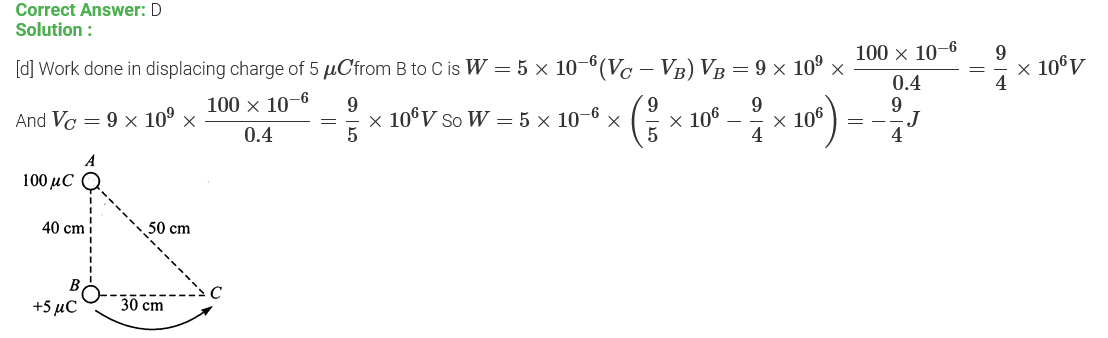 Correct Answer: D
Solution :
[d] Work done in displacing charge of 5 μCfrom B to C is W = 5 × 10⁻⁶(V_C − V_B) V_B = 9 × 10⁹ × (100 × 10⁻⁶)/0.4 = 9/4 × 10⁶V
And V_C = 9 × 10⁹ × (100 × 10⁻⁶)/0.4 = 9/5 × 10⁶V So W = 5 × 10⁻⁶ × (9/5 × 10⁶ − 9/4 × 10⁶) = −9/4 J
A
100 μC
40 cm
50 cm
B
C
+5 μC
30 cm